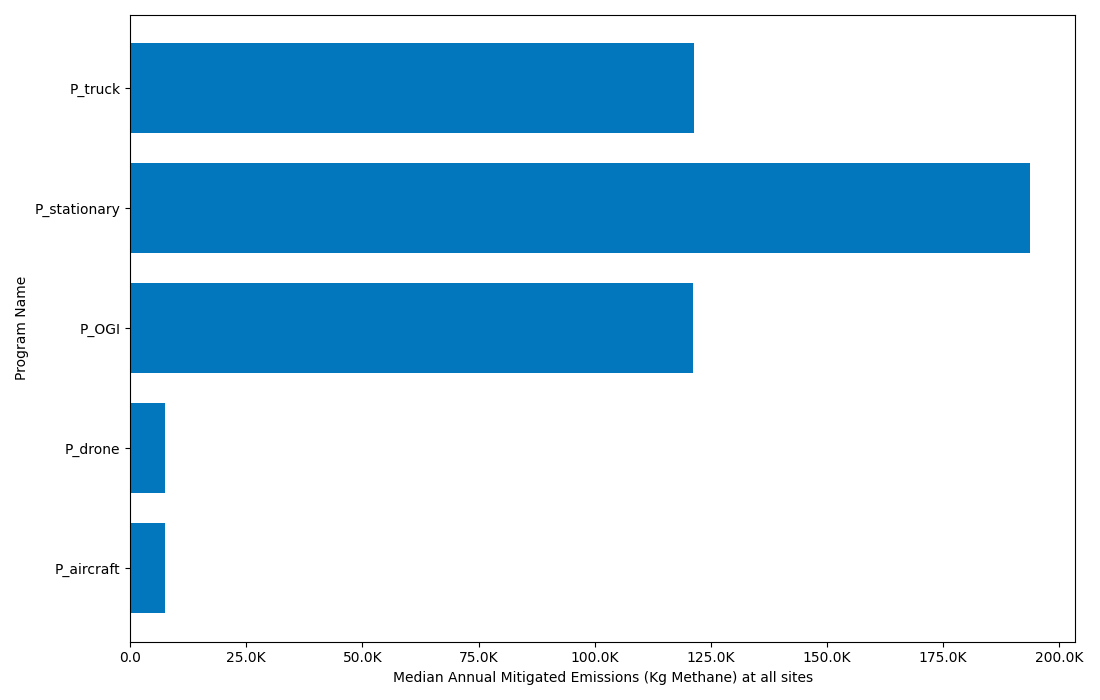 P_truck
P_stationary
P_OGI
P_drone
P_aircraft
Program Name
0.0 25.0K 50.0K 75.0K 100.0K 125.0K 150.0K 175.0K 200.0K
Median Annual Mitigated Emissions (Kg Methane) at all sites